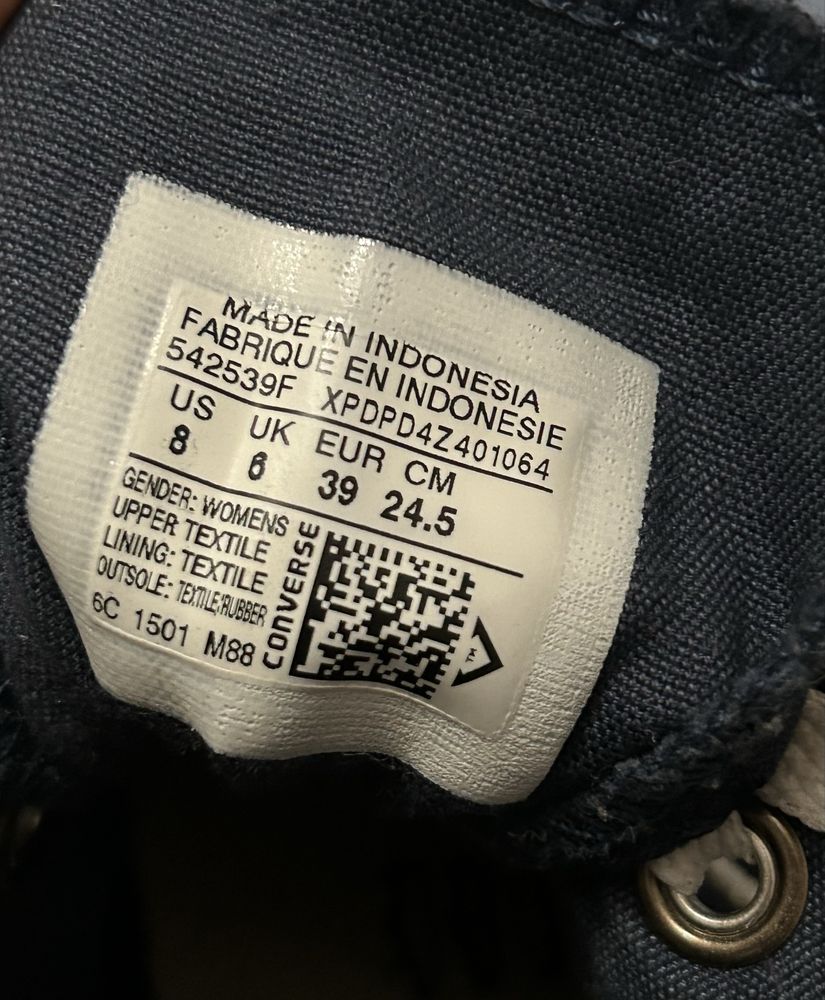 MADE IN INDONESIA
FABRIQUE EN INDONESIE
542539F XPDPD4Z401064
US UK EUR CM
8 6 39 24.5
GENDER: WOMENS
UPPER TEXTILE
LINING: TEXTILE
OUTSOLE: TEXTILE;RUBBER
6C 1501 M88
CONVERSE
TM